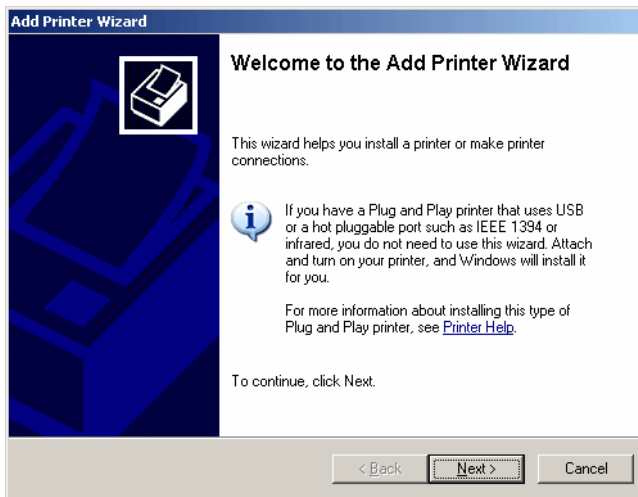 Add Printer Wizard
Welcome to the Add Printer Wizard
This wizard helps you install a printer or make printer
connections.
If you have a Plug and Play printer that uses USB
or a hot pluggable port such as IEEE 1394 or
infrared, you do not need to use this wizard. Attach
and turn on your printer, and Windows will install it
for you.
For more information about installing this type of
Plug and Play printer, see Printer Help.
To continue, click Next.
< Back
Next >
Cancel